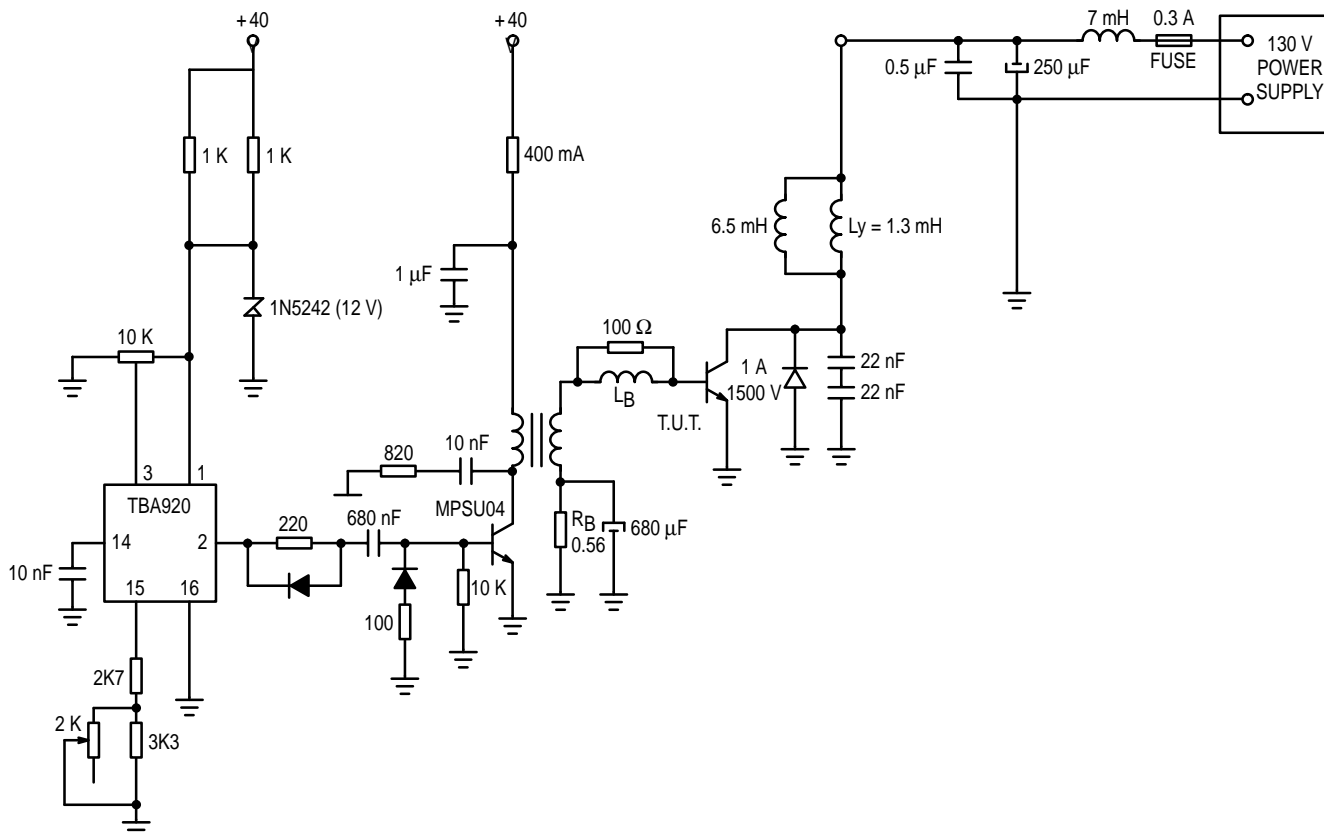 + 40
V
+ 40
V
7 mH
0.3 A
FUSE
130 V
POWER
SUPPLY
0.5 μF
250 μF
1 K
1 K
400 mA
6.5 mH
Ly = 1.3 mH
1 μF
1N5242 (12 V)
10 K
100 Ω
LB
T.U.T.
1 A
1500 V
22 nF
22 nF
820
10 nF
3
1
TBA920
14
2
15
16
10 nF
220
680 nF
MPSU04
RB
0.56
680 μF
10 K
100
2K7
2 K
3K3